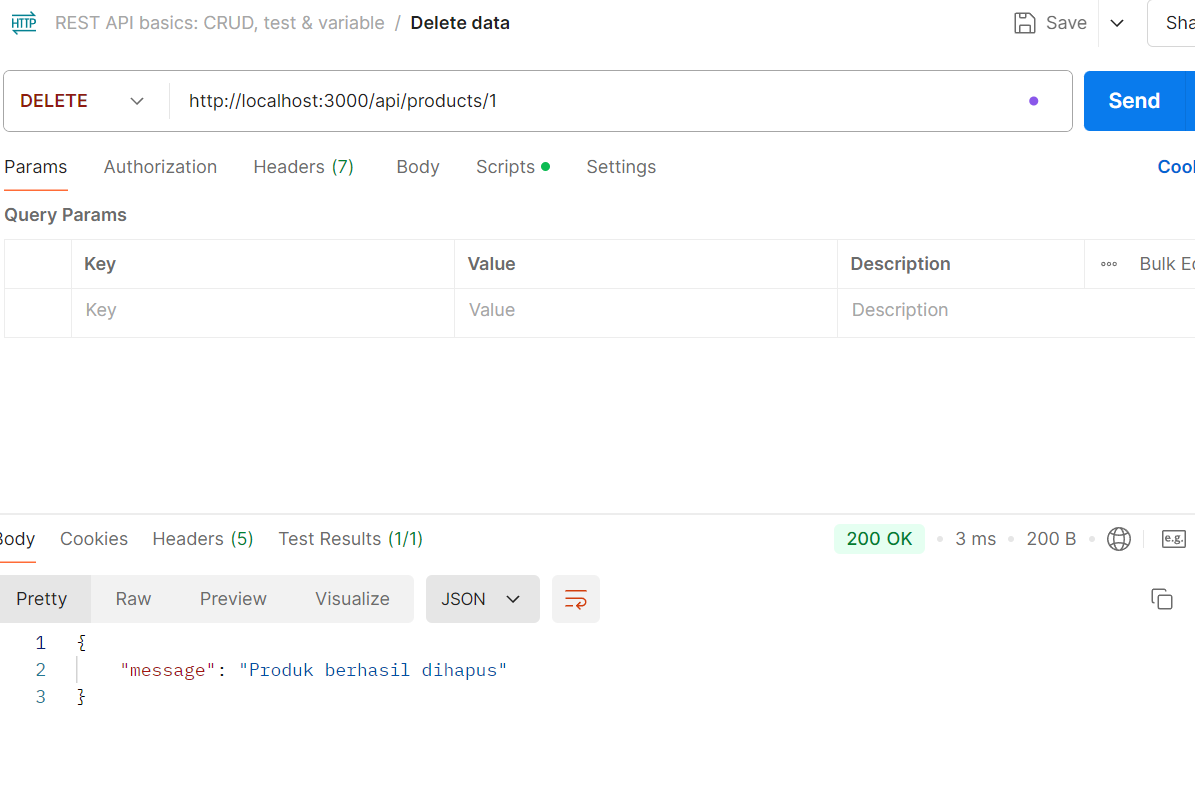 HTTP REST API basics: CRUD, test & variable / Delete data Save Sha
DELETE http://localhost:3000/api/products/1 Send
Params Authorization Headers (7) Body Scripts Settings Cool
Query Params
Key Value Description Bulk Ec
Key Value Description
Body Cookies Headers (5) Test Results (1/1) 200 OK 3 ms 200 B e.g.
Pretty Raw Preview Visualize JSON
1 {
2 "message": "Produk berhasil dihapus"
3 }